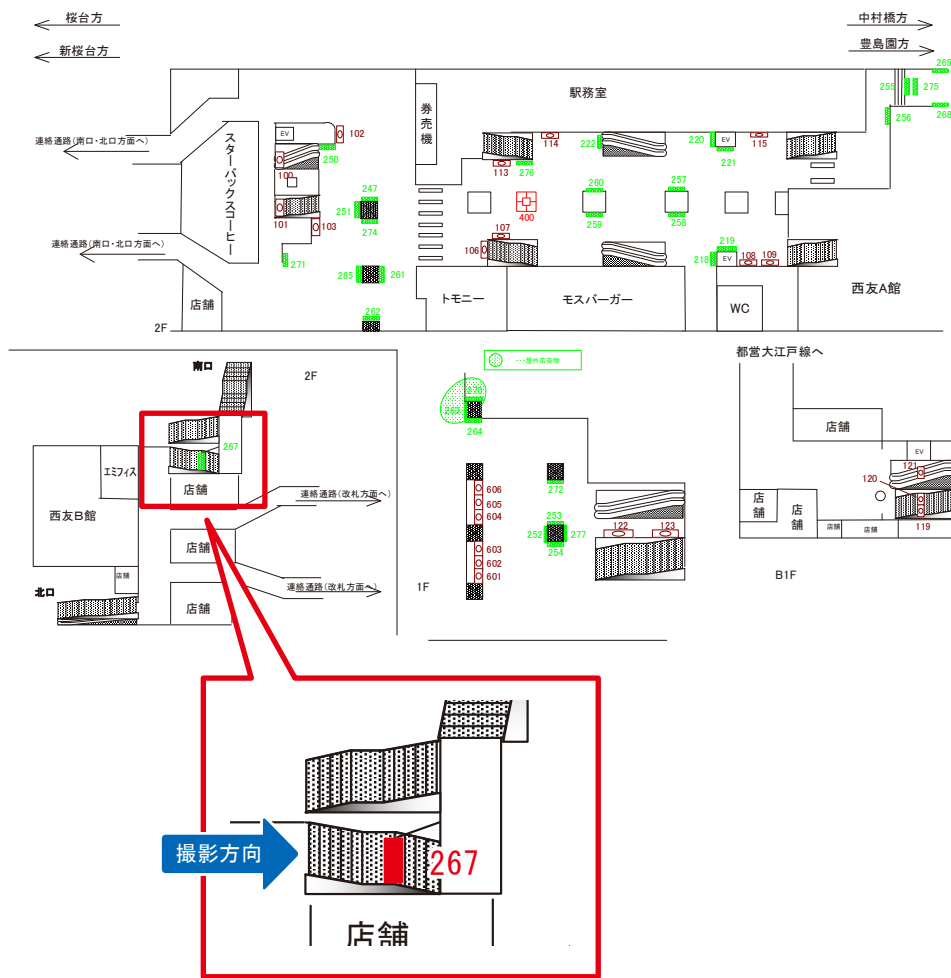 桜台方
新桜台方
中村橋方
豊島園方
269
255
275
268
256
駅務室
券売機
連絡通路(南口・北口方面へ)
スターバックスコーヒー
EV
102
250
100
101
103
271
247
251
274
265
261
262
連絡通路(南口・北口方面へ)
店舗
2F
114
113
276
222
220
EV
221
115
400
260
259
257
258
107
106
219
218
EV
108
109
トモニー
モスバーガー
WC
西友A館
南口
2F
267
エミフィス
西友B館
店舗
連絡通路(改札方面へ)
店舗
店舗
北口
店舗
連絡通路(改札方面へ)
・・・屋外広告物
270
263
264
606
605
604
603
602
601
272
253
252
277
254
122
123
1F
都営大江戸線へ
店舗
EV
121
120
店舗
店舗
店舗
店舗
119
B1F
撮影方向
267
店舗